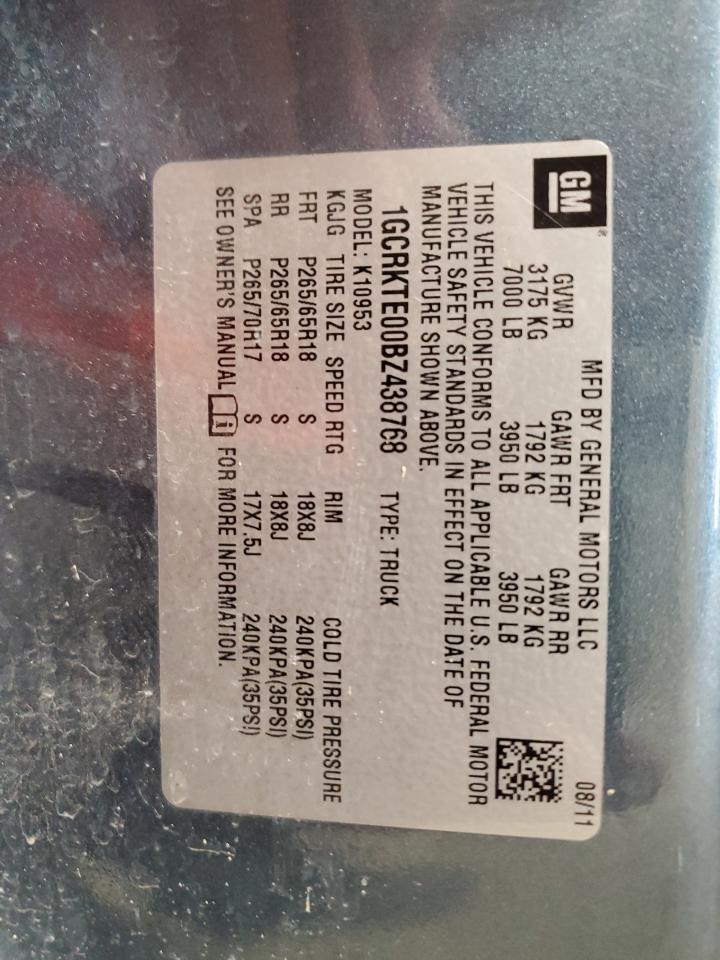 GM
MFD BY GENERAL MOTORS LLC 08/11
GVWR GAWR FRT GAWR RR
3175 KG 1792 KG 1792 KG
7000 LB 3950 LB 3950 LB
THIS VEHICLE CONFORMS TO ALL APPLICABLE U.S. FEDERAL MOTOR
VEHICLE SAFETY STANDARDS IN EFFECT ON THE DATE OF
MANUFACTURE SHOWN ABOVE.
1GCRKTE00BZ438768 TYPE: TRUCK
MODEL: K10953
KGJG TIRE SIZE SPEED RTG RIM COLD TIRE PRESSURE
FRT P265/65R18 S 18X8J 240KPA(35PSI)
RR P265/65R18 S 18X8J 240KPA(35PSI)
SPA P265/70R17 S 17X7.5J 240KPA(35PSI)
SEE OWNER'S MANUAL FOR MORE INFORMATION.